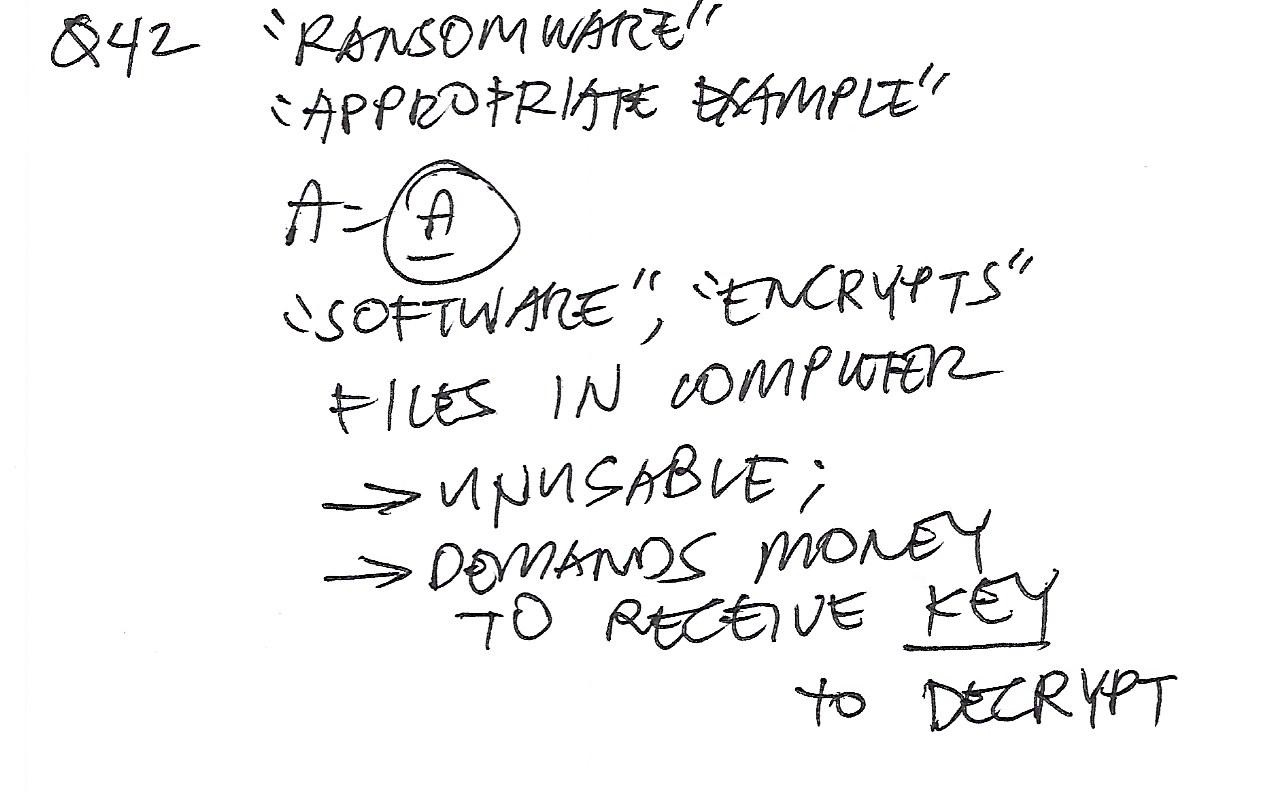 Q42 "RANSOMWARE"
"APPROPRIATE EXAMPLE"
A= A
"SOFTWARE", "ENCRYPTS"
FILES IN COMPUTER
→ UNUSABLE;
→ DEMANDS MONEY
TO RECEIVE KEY
to DECRYPT